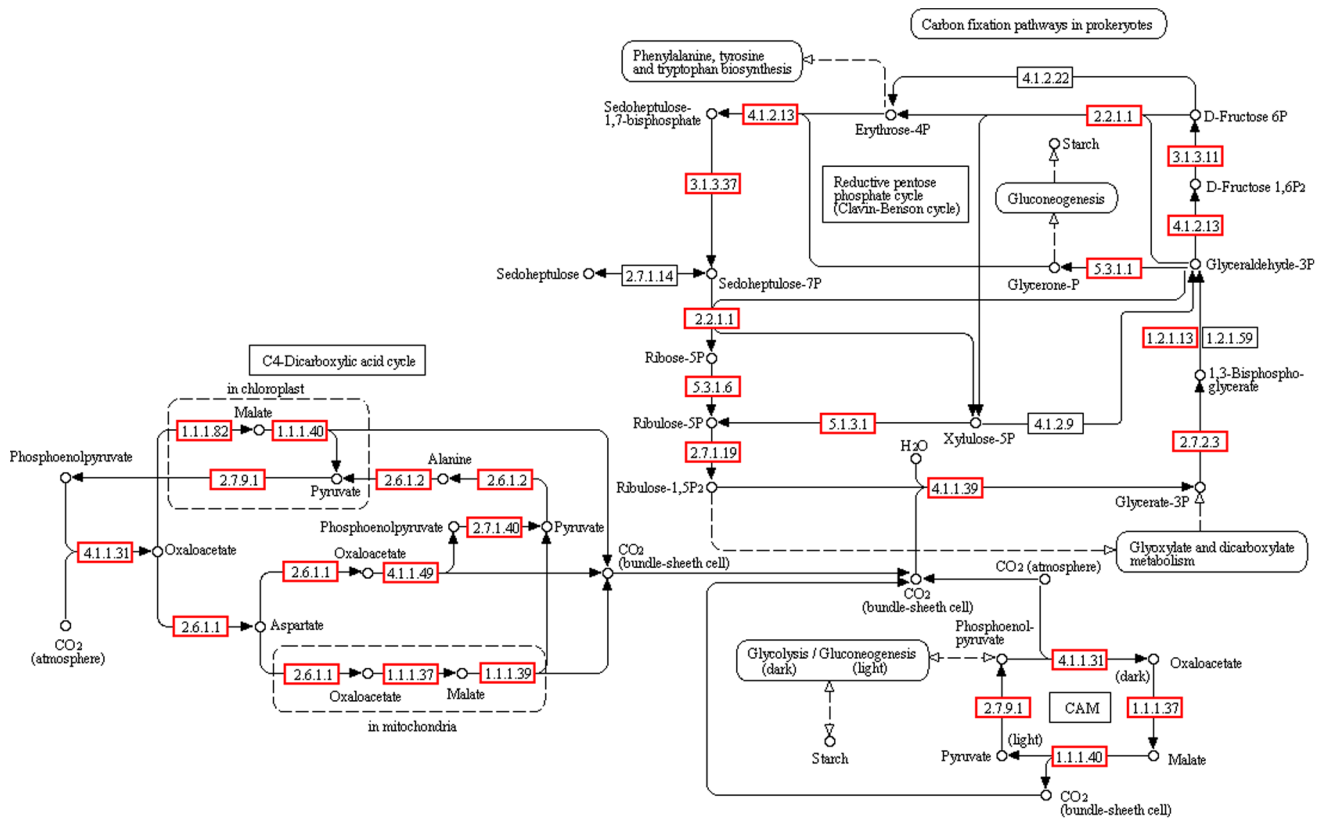 Carbon fixation pathways in prokeryotes
Phenylalanine, tyrosine
and tryptophan biosynthesis
4.1.2.22
Sedoheptulose-
1,7-bisphosphate
4.1.2.13
Erythrose-4P
2.2.1.1
D-Fructose 6P
Starch
3.1.3.11
3.1.3.37
Reductive pentose
phosphate cycle
(Clavin-Benson cycle)
Gluconeogenesis
D-Fructose 1,6P2
4.1.2.13
Sedoheptulose
2.7.1.14
Sedoheptulose-7P
Glycerone-P
5.3.1.1
Glyceraldehyde-3P
2.2.1.1
1.2.1.13
1.2.1.59
Ribose-5P
5.3.1.6
1,3-Bisphospho-
glycerate
C4-Dicarboxylic acid cycle
in chloroplast
Malate
1.1.1.82
1.1.1.40
Ribulose-5P
5.1.3.1
Xylulose-5P
4.1.2.9
2.7.1.19
H2O
2.7.2.3
Phosphoenolpyruvate
2.7.9.1
Pyruvate
2.6.1.2
Alanine
2.6.1.2
Ribulose-1,5P2
4.1.1.39
Glycerate-3P
Phosphoenolpyruvate
2.7.1.40
Pyruvate
4.1.1.31
Oxaloacetate
Oxaloacetate
2.6.1.1
4.1.1.49
CO2
(bundle-sheeth cell)
Glyoxylate and dicarboxylate
metabolism
CO2 (atmosphere)
CO2
(bundle-sheeth cell)
2.6.1.1
Aspartate
CO2
(atmosphere)
2.6.1.1
Oxaloacetate
1.1.1.37
Malate
1.1.1.39
in mitochondria
Phosphoenol-
pyruvate
Glycolysis / Gluconeogenesis
(dark)
(light)
4.1.1.31
Oxaloacetate
(dark)
2.7.9.1
CAM
1.1.1.37
Starch
Pyruvate
(light)
1.1.1.40
Malate
CO2
(bundle-sheeth cell)